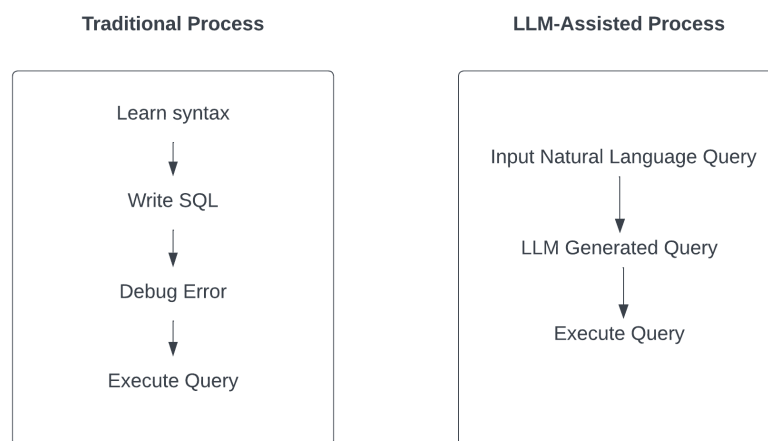 Traditional Process
Learn syntax
Write SQL
Debug Error
Execute Query
LLM-Assisted Process
Input Natural Language Query
LLM Generated Query
Execute Query